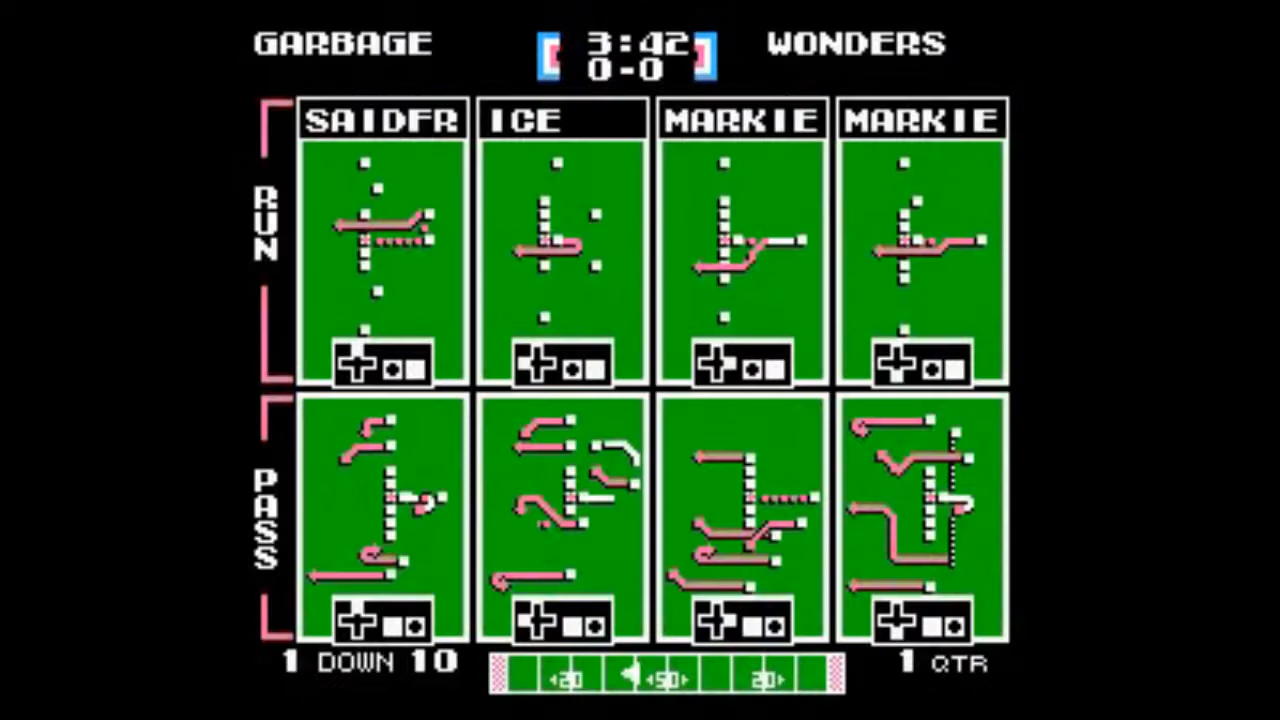 GARBAGE 3:42 WONDERS
0-0
SAIDFR ICE MARKIE MARKIE
RUN
PASS
1 DOWN 10 1 QTR
◂20 ◂50▸ 20▸